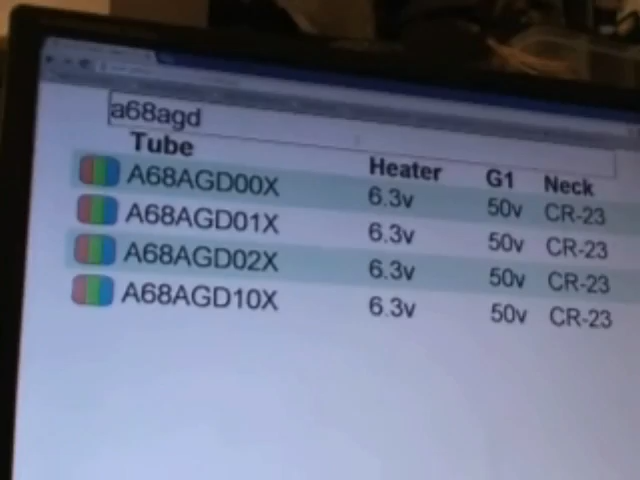 a68agd
Tube Heater G1 Neck
A68AGD00X 6.3v 50v CR-23
A68AGD01X 6.3v 50v CR-23
A68AGD02X 6.3v 50v CR-23
A68AGD10X 6.3v 50v CR-23